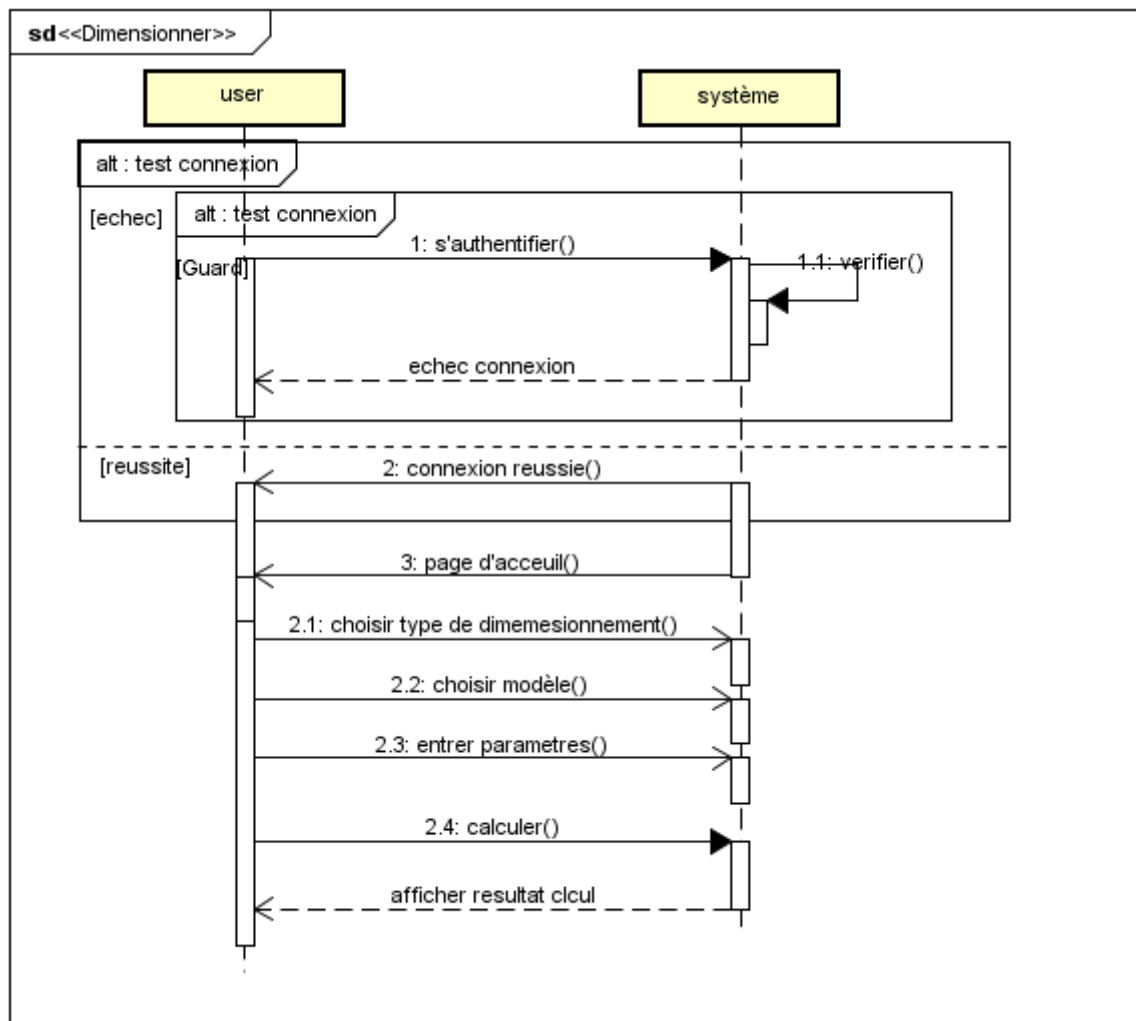 sd<<Dimensionner>>
user
système
alt : test connexion
[echec]
alt : test connexion
1: s'authentifier()
[Guard]
1.1: verifier()
echec connexion
[reussite]
2: connexion reussie()
3: page d'acceuil()
2.1: choisir type de dimemesionnement()
2.2: choisir modèle()
2.3: entrer parametres()
2.4: calculer()
afficher resultat clcul